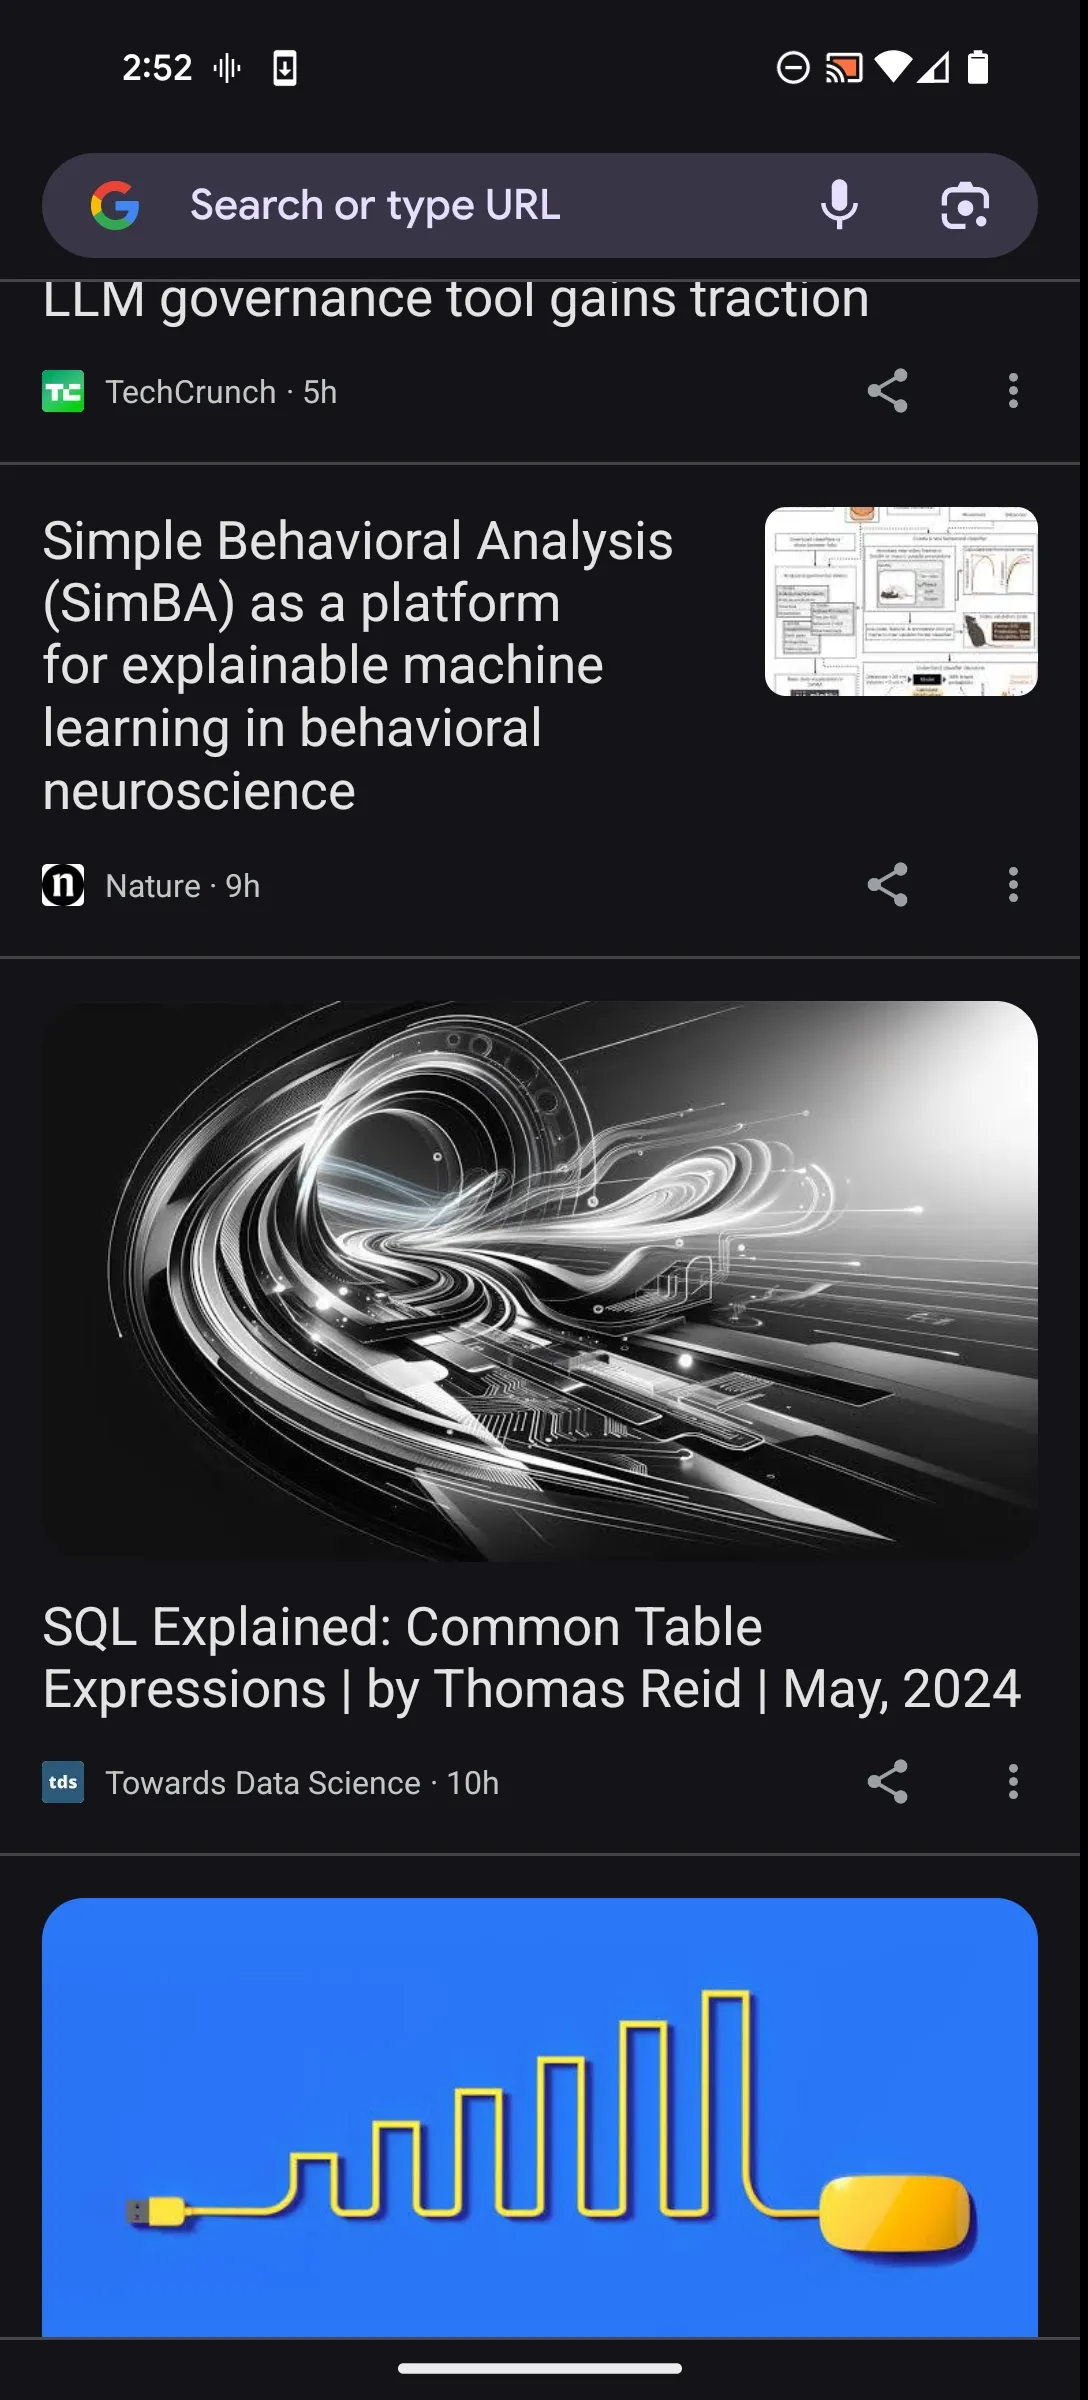 2:52
Search or type URL
LLM governance tool gains traction
TC TechCrunch · 5h
Simple Behavioral Analysis
(SimBA) as a platform
for explainable machine
learning in behavioral
neuroscience
n Nature · 9h
SQL Explained: Common Table
Expressions | by Thomas Reid | May, 2024
tds Towards Data Science · 10h